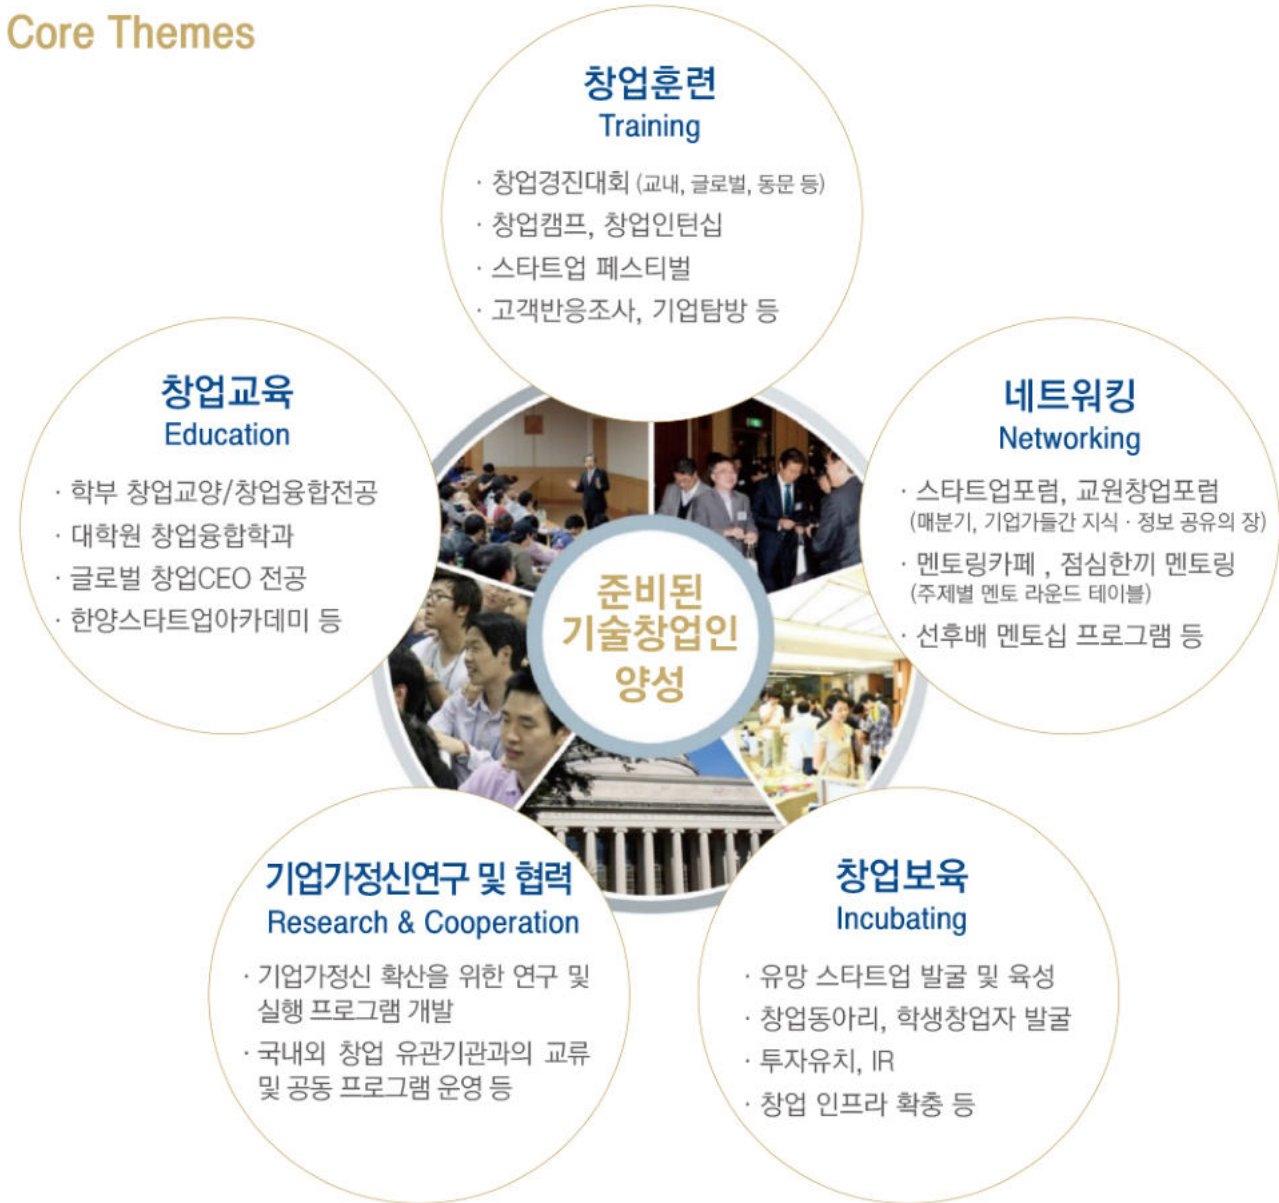 Core Themes
창업훈련
Training
· 창업경진대회 (교내, 글로벌, 동문 등)
· 창업캠프, 창업인턴십
· 스타트업 페스티벌
· 고객반응조사, 기업탐방 등
창업교육
Education
· 학부 창업교양/창업융합전공
· 대학원 창업융합학과
· 글로벌 창업CEO 전공
· 한양스타트업아카데미 등
네트워킹
Networking
· 스타트업포럼, 교원창업포럼
(매분기, 기업가들간 지식 · 정보 공유의 장)
· 멘토링카페 , 점심한끼 멘토링
(주제별 멘토 라운드 테이블)
· 선후배 멘토십 프로그램 등
준비된
기술창업인
양성
기업가정신연구 및 협력
Research & Cooperation
· 기업가정신 확산을 위한 연구 및
실행 프로그램 개발
· 국내외 창업 유관기관과의 교류
및 공동 프로그램 운영 등
창업보육
Incubating
· 유망 스타트업 발굴 및 육성
· 창업동아리, 학생창업자 발굴
· 투자유치, IR
· 창업 인프라 확충 등